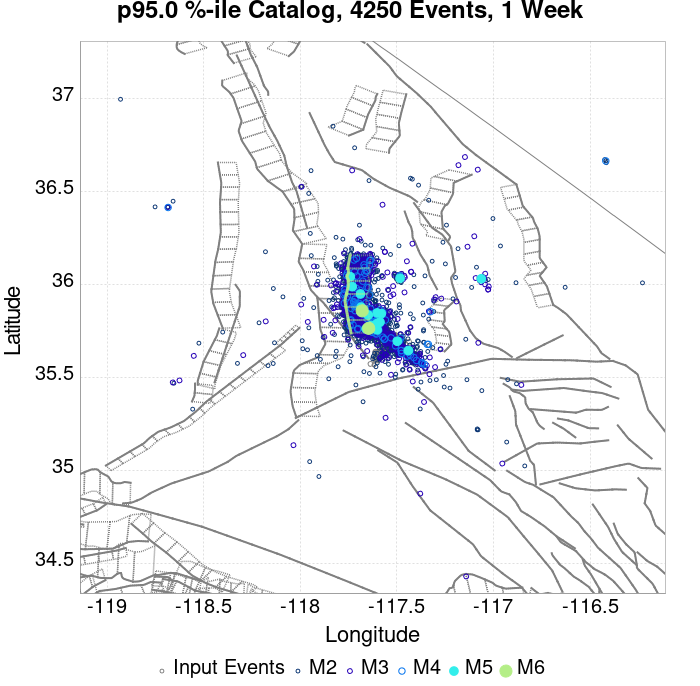 p95.0 %-ile Catalog, 4250 Events, 1 Week
37
36.5
36
35.5
35
34.5
Latitude
-119 -118.5 -118 -117.5 -117 -116.5
Longitude
Input Events M2 M3 M4 M5 M6